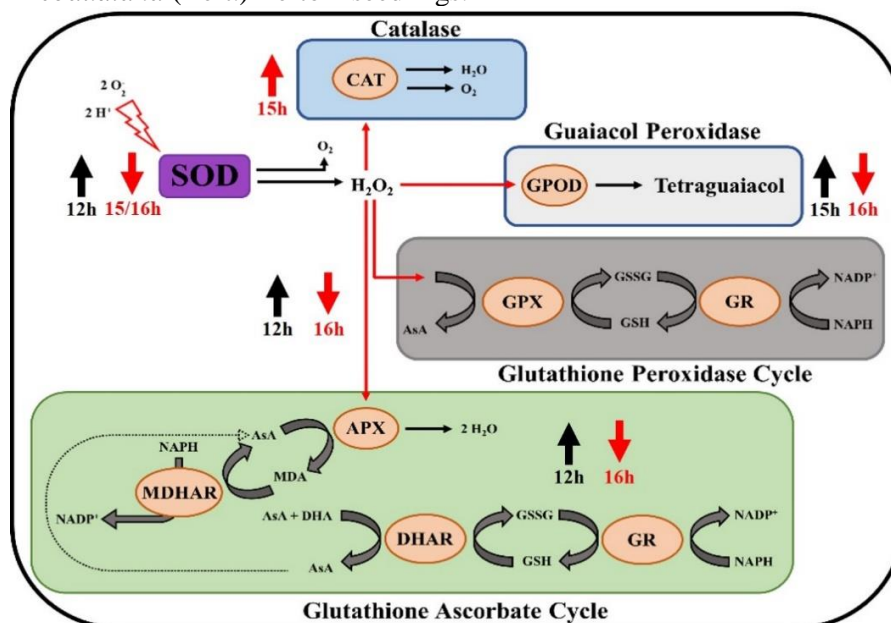 Catalase
CAT
H₂O
O₂
15h
2 O₂⁻
2 H⁺
SOD
O₂
H₂O₂
12h
15/16h
Guaiacol Peroxidase
GPOD
Tetraguaiacol
15h
16h
12h
16h
AsA
GPX
GSSG
GSH
GR
NADP⁺
NAPH
Glutathione Peroxidase Cycle
AsA
APX
2 H₂O
NAPH
MDHAR
MDA
NADP⁺
12h
16h
AsA + DHA
AsA
DHAR
GSSG
GSH
GR
NADP⁺
NAPH
Glutathione Ascorbate Cycle